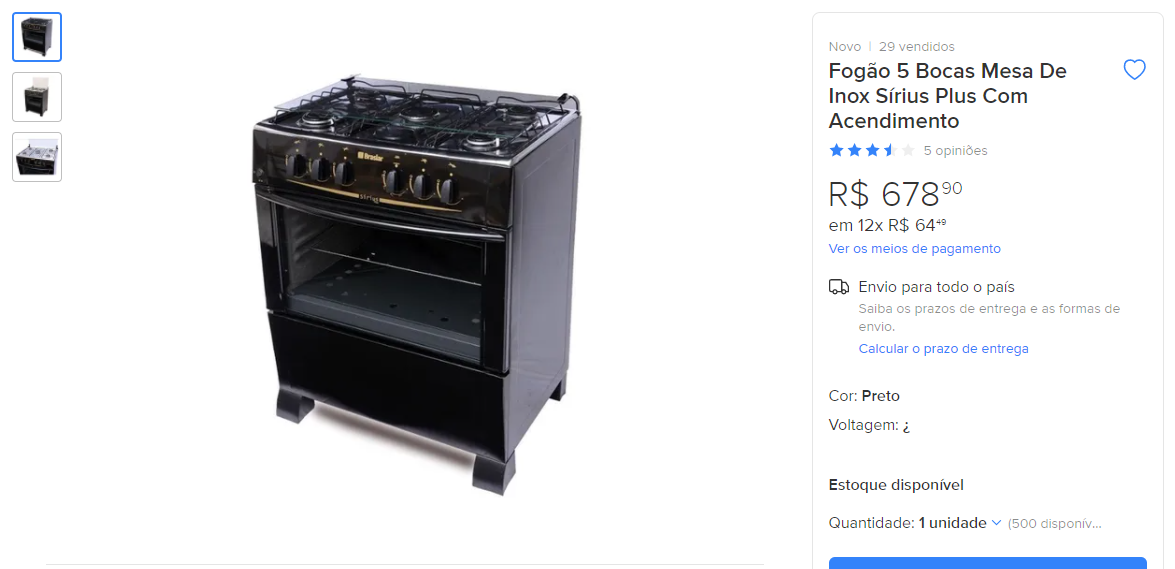 Novo | 29 vendidos
Fogão 5 Bocas Mesa De
Inox Sírius Plus Com
Acendimento
5 opiniões
R$ 678 90
em 12x R$ 64 49
Ver os meios de pagamento
Envio para todo o país
Saiba os prazos de entrega e as formas de
envio.
Calcular o prazo de entrega
Cor: Preto
Voltagem: ¿
Estoque disponível
Quantidade: 1 unidade (500 disponív...
Braslar
sírius